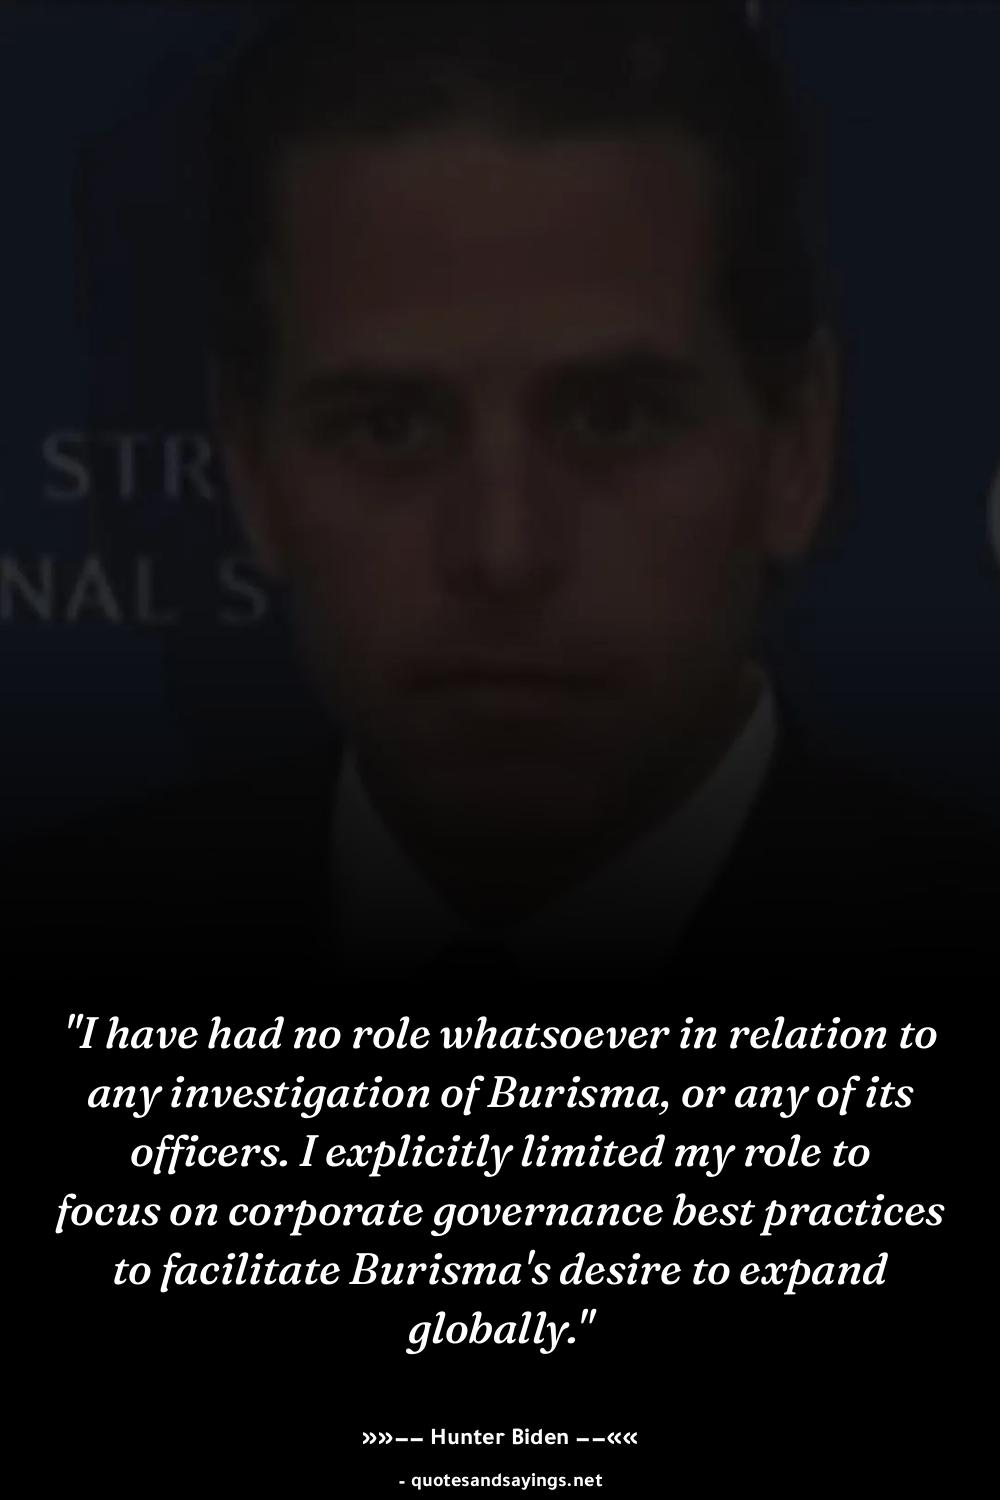 STR
NAL S
"I have had no role whatsoever in relation to
any investigation of Burisma, or any of its
officers. I explicitly limited my role to
focus on corporate governance best practices
to facilitate Burisma's desire to expand
globally."
»»−− Hunter Biden −−««
- quotesandsayings.net